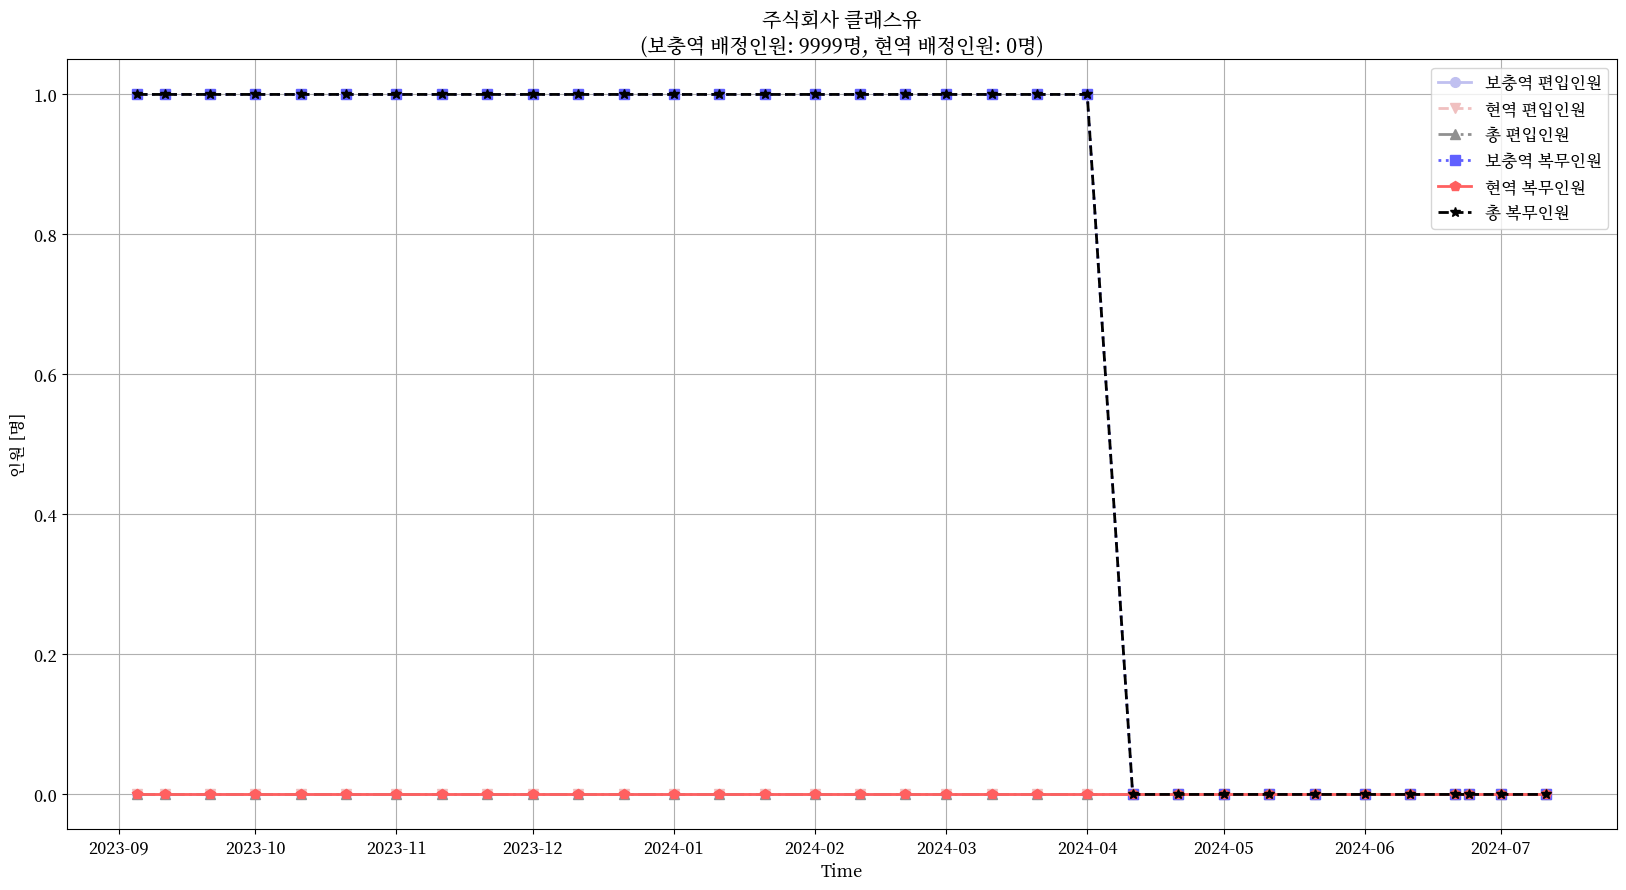 주식회사 클래스유
(보충역 배정인원: 9999명, 현역 배정인원: 0명)
보충역 편입인원
현역 편입인원
총 편입인원
보충역 복무인원
현역 복무인원
총 복무인원
인원 [명]
1.0
0.8
0.6
0.4
0.2
0.0
2023-09 2023-10 2023-11 2023-12 2024-01 2024-02 2024-03 2024-04 2024-05 2024-06 2024-07
Time